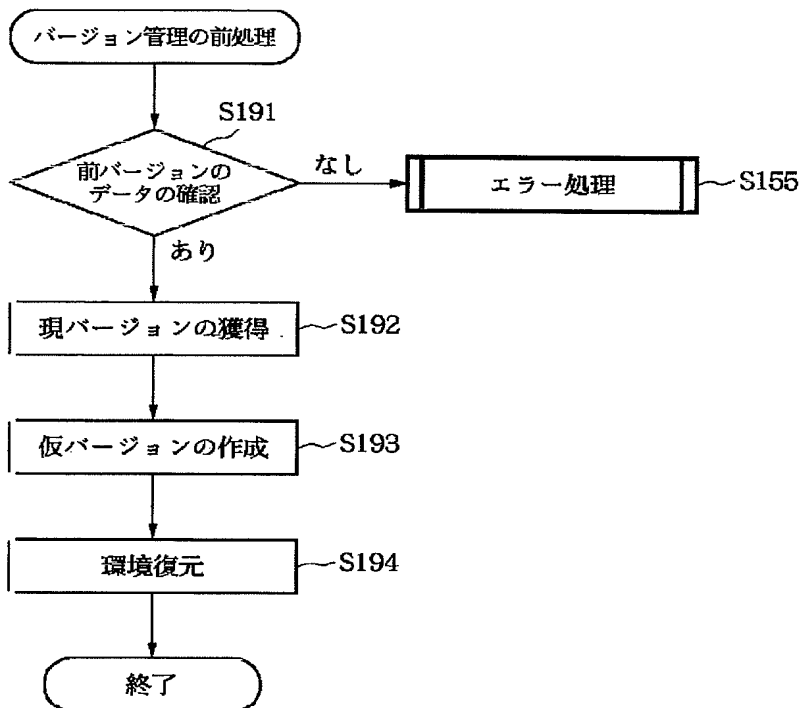 バージョン管理の前処理
S191
前バージョンの
データの確認
なし
エラー処理
S155
あり
現バージョンの獲得
S192
仮バージョンの作成
S193
環境復元
S194
終了